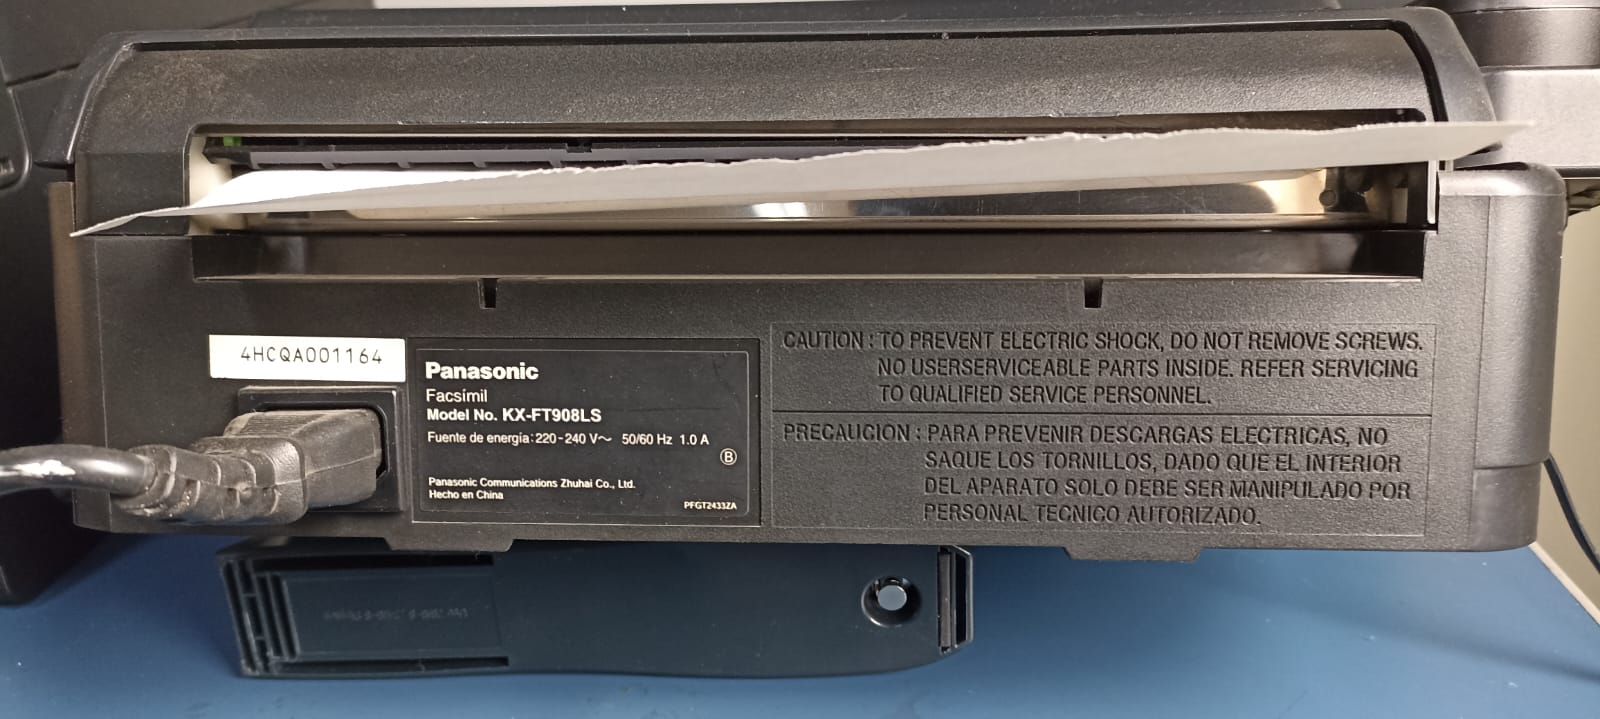 4HCQA001164
Panasonic
Facsímil
Model No. KX-FT908LS
Fuente de energía: 220-240 V～ 50/60 Hz 1.0 A
B
Panasonic Communications Zhuhai Co., Ltd.
Hecho en China
PFGT2433ZA
CAUTION : TO PREVENT ELECTRIC SHOCK, DO NOT REMOVE SCREWS.
NO USERSERVICEABLE PARTS INSIDE. REFER SERVICING
TO QUALIFIED SERVICE PERSONNEL.
PRECAUCION : PARA PREVENIR DESCARGAS ELECTRICAS, NO
SAQUE LOS TORNILLOS, DADO QUE EL INTERIOR
DEL APARATO SOLO DEBE SER MANIPULADO POR
PERSONAL TECNICO AUTORIZADO.